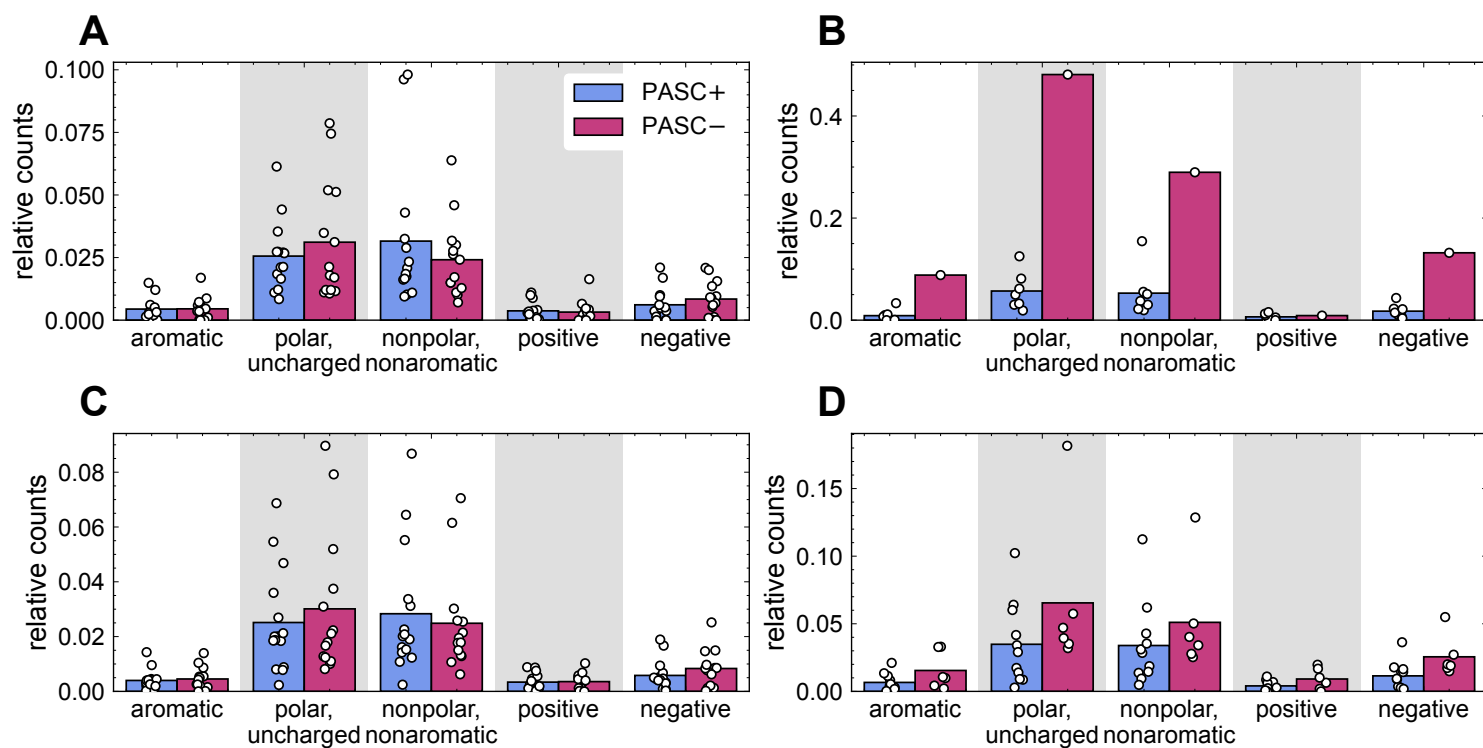 A
relative counts
0.100
0.075
0.050
0.025
0.000
PASC+
PASC−
aromatic
polar,
uncharged
nonpolar,
nonaromatic
positive
negative
B
relative counts
0.4
0.2
0.0
aromatic
polar,
uncharged
nonpolar,
nonaromatic
positive
negative
C
relative counts
0.08
0.06
0.04
0.02
0.00
aromatic
polar,
uncharged
nonpolar,
nonaromatic
positive
negative
D
relative counts
0.15
0.10
0.05
0.00
aromatic
polar,
uncharged
nonpolar,
nonaromatic
positive
negative